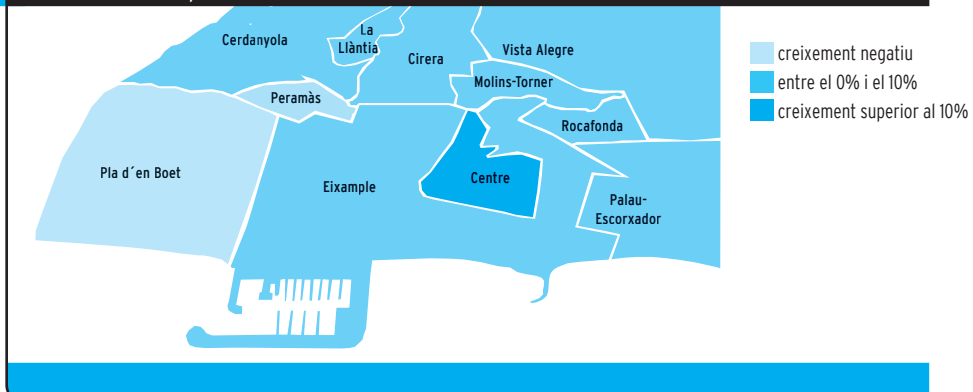 Cerdanyola
La
Llàntia
Cirera
Vista Alegre
Molins-Torner
Peramàs
Rocafonda
Pla d´en Boet
Eixample
Centre
Palau-
Escorxador
creixement negatiu
entre el 0% i el 10%
creixement superior al 10%